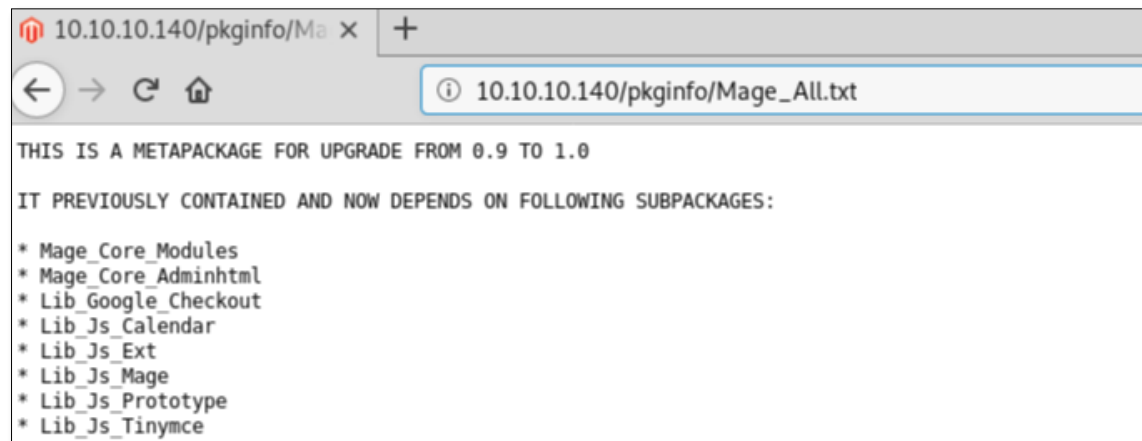 10.10.10.140/pkginfo/Ma
10.10.10.140/pkginfo/Mage_All.txt
THIS IS A METAPACKAGE FOR UPGRADE FROM 0.9 TO 1.0
IT PREVIOUSLY CONTAINED AND NOW DEPENDS ON FOLLOWING SUBPACKAGES:
* Mage_Core_Modules
* Mage_Core_Adminhtml
* Lib_Google_Checkout
* Lib_Js_Calendar
* Lib_Js_Ext
* Lib_Js_Mage
* Lib_Js_Prototype
* Lib_Js_Tinymce